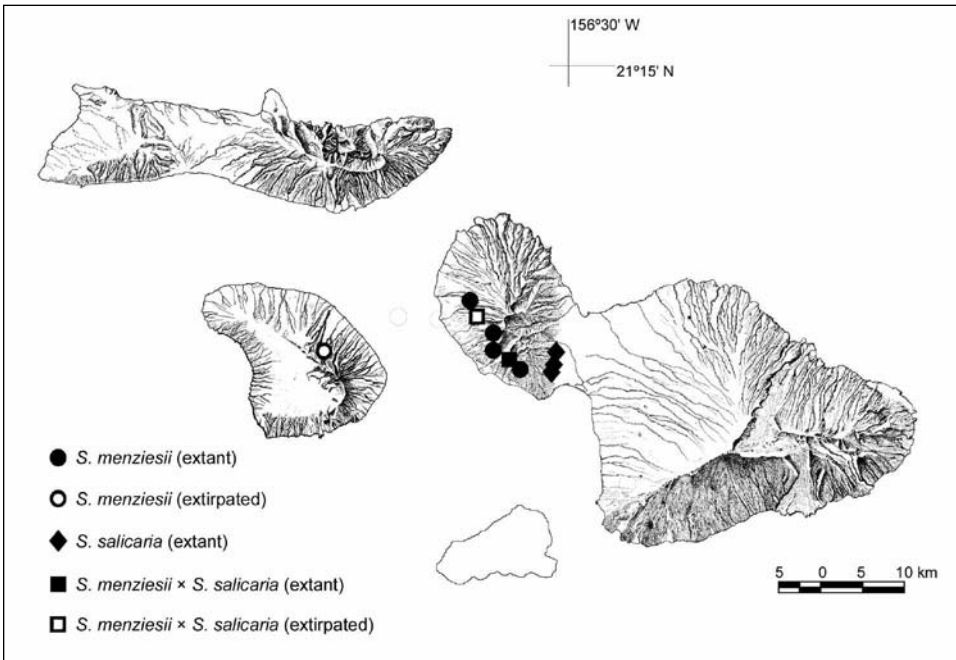 156º30' W
21º15' N
S. menziesii (extant)
S. menziesii (extirpated)
S. salicaria (extant)
S. menziesii × S. salicaria (extant)
S. menziesii × S. salicaria (extirpated)
5 0 5 10 km